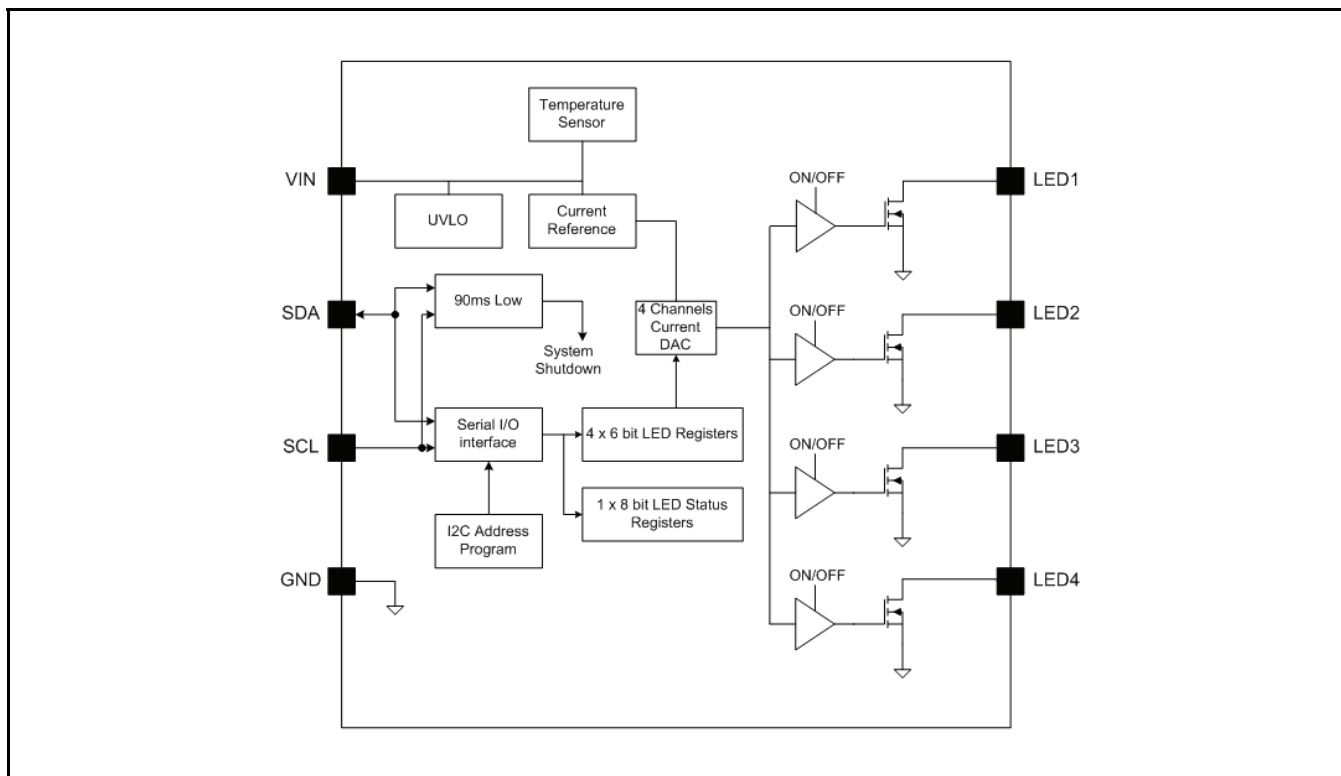 Temperature
Sensor
VIN
UVLO
Current
Reference
ON/OFF
LED1
SDA
90ms Low
System
Shutdown
4 Channels
Current
DAC
ON/OFF
LED2
SCL
Serial I/O
interface
4 x 6 bit LED Registers
ON/OFF
LED3
I2C Address
Program
1 x 8 bit LED Status
Registers
GND
ON/OFF
LED4